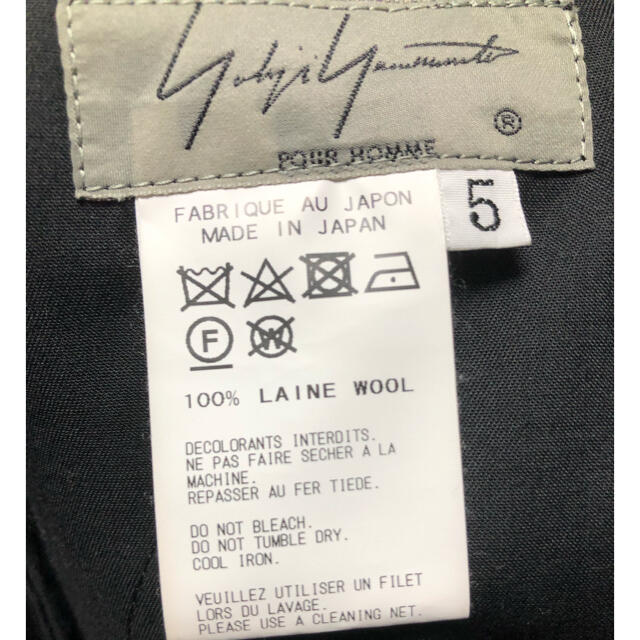 Yohji Yamamoto
®
POUR HOMME
5
FABRIQUE AU JAPON
MADE IN JAPAN
F W
100% LAINE WOOL
DECOLORANTS INTERDITS.
NE PAS FAIRE SECHER A LA
MACHINE.
REPASSER AU FER TIEDE.
DO NOT BLEACH.
DO NOT TUMBLE DRY.
COOL IRON.
VEUILLEZ UTILISER UN FILET
LORS DU LAVAGE.
PLEASE USE A CLEANING NET.